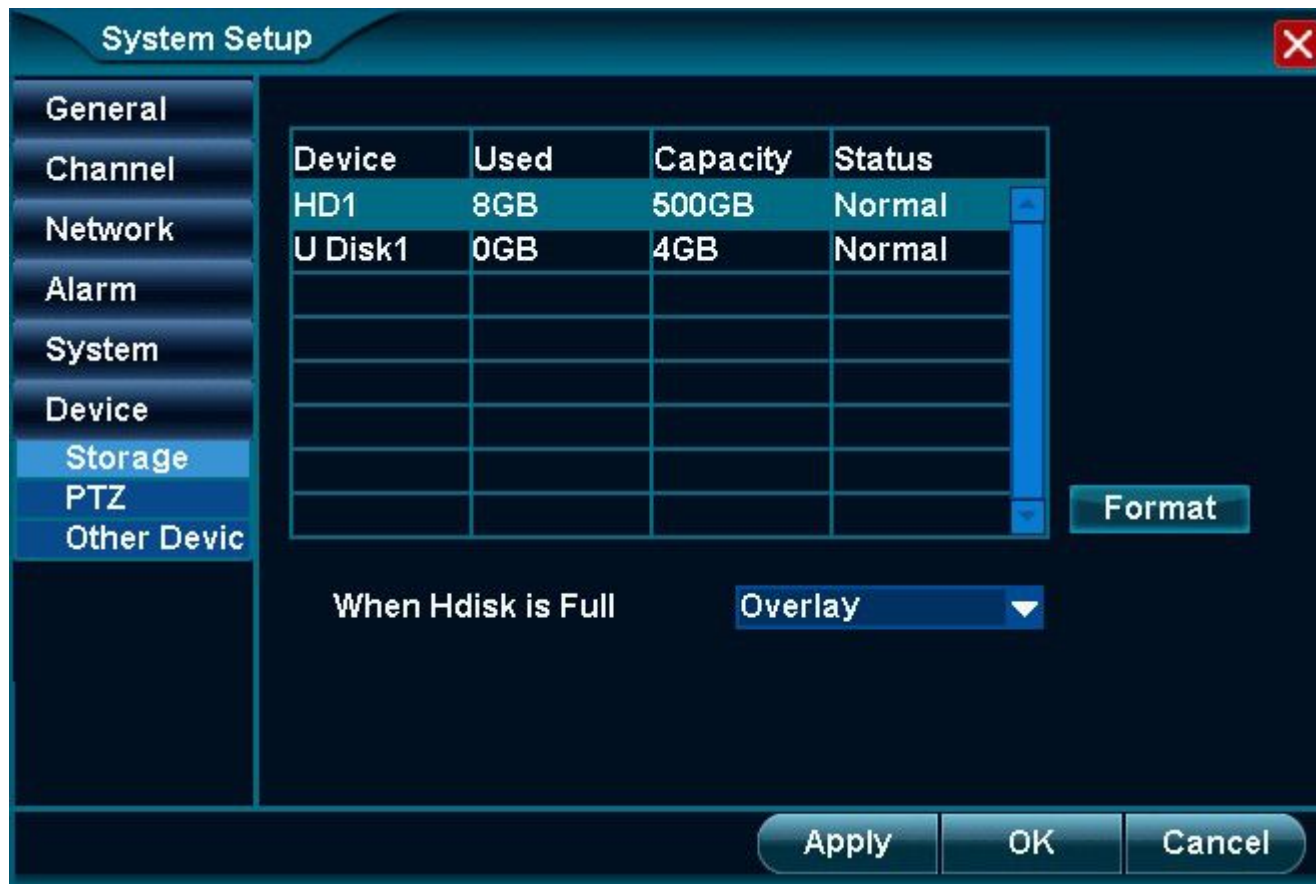 System Setup
General
Channel
Network
Alarm
System
Device
Storage
PTZ
Other Devic
Device Used Capacity Status
HD1 8GB 500GB Normal
U Disk1 0GB 4GB Normal
Format
When Hdisk is Full Overlay
Apply OK Cancel